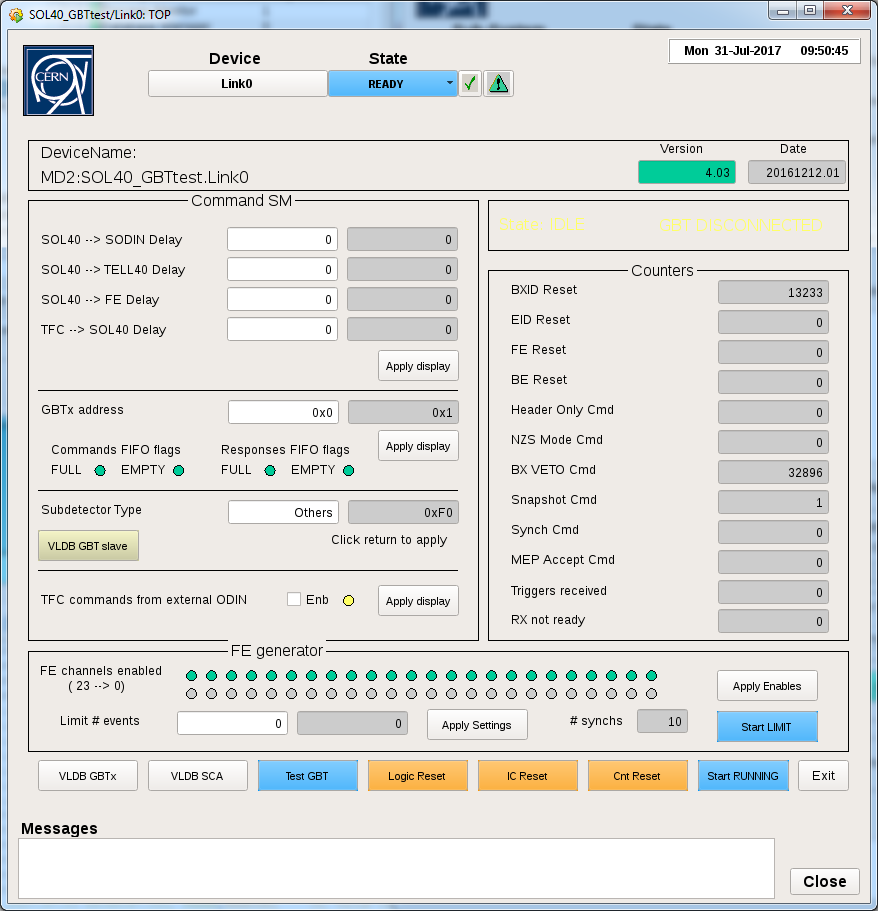 SOL40_GBTtest/Link0: TOP
Device State
Mon 31-Jul-2017 09:50:45
CERN
Link0 READY
DeviceName:
MD2:SOL40_GBTtest.Link0
Version Date
4.03 20161212.01
Command SM
SOL40 --> SODIN Delay 0 0
SOL40 --> TELL40 Delay 0 0
SOL40 --> FE Delay 0 0
TFC --> SOL40 Delay 0 0
Apply display
GBTx address 0x0 0x1
Commands FIFO flags Responses FIFO flags Apply display
FULL EMPTY FULL EMPTY
Subdetector Type Others 0xF0
VLDB GBT slave Click return to apply
TFC commands from external ODIN Enb Apply display
GBT DISCONNECTED
Counters
BXID Reset 13233
EID Reset 0
FE Reset 0
BE Reset 0
Header Only Cmd 0
NZS Mode Cmd 0
BX VETO Cmd 32896
Snapshot Cmd 1
Synch Cmd 0
MEP Accept Cmd 0
Triggers received 0
RX not ready 0
FE generator
FE channels enabled
( 23 --> 0)
Apply Enables
Limit # events 0 0 Apply Settings # synchs 10 Start LIMIT
VLDB GBTx VLDB SCA Test GBT Logic Reset IC Reset Cnt Reset Start RUNNING Exit
Messages
Close